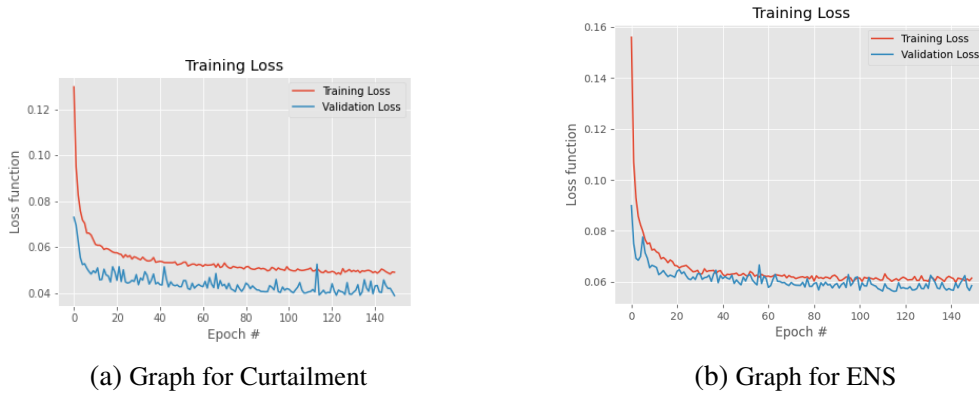 Training Loss
Training Loss
Validation Loss
0.12
0.10
0.08
0.06
0.04
Loss function
0 20 40 60 80 100 120 140
Epoch #
(a) Graph for Curtailment
Training Loss
Training Loss
Validation Loss
0.16
0.14
0.12
0.10
0.08
0.06
Loss function
0 20 40 60 80 100 120 140
Epoch #
(b) Graph for ENS